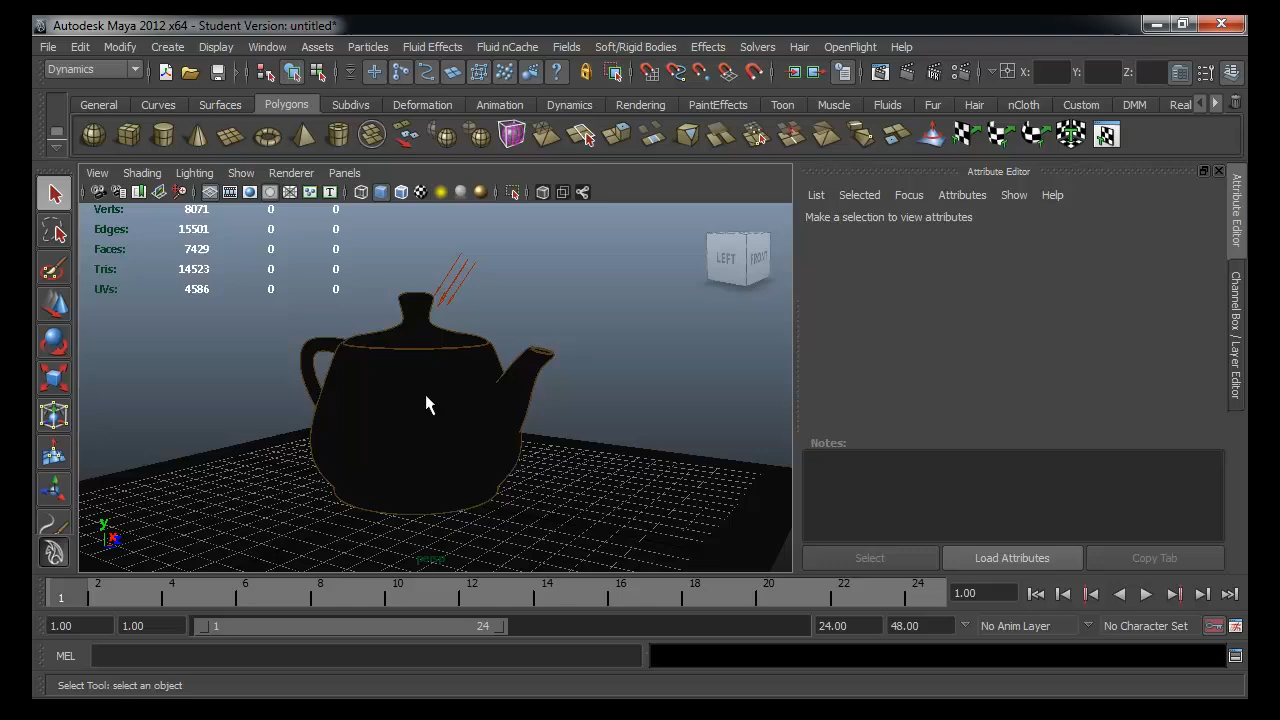 Autodesk Maya 2012 x64 - Student Version: untitled*
File Edit Modify Create Display Window Assets Particles Fluid Effects Fluid nCache Fields Soft/Rigid Bodies Effects Solvers Hair OpenFlight Help
Dynamics X: Y: Z:
General Curves Surfaces Polygons Subdivs Deformation Animation Dynamics Rendering PaintEffects Toon Muscle Fluids Fur Hair nCloth Custom DMM Real
View Shading Lighting Show Renderer Panels
Verts: 8071 0 0
Edges: 15501 0 0
Faces: 7429 0 0
Tris: 14523 0 0
UVs: 4586 0 0
LEFT FRONT
y
x
persp
Attribute Editor
List Selected Focus Attributes Show Help
Make a selection to view attributes
Notes:
Select Load Attributes Copy Tab
Attribute Editor
Channel Box / Layer Editor
1 2 4 6 8 10 12 14 16 18 20 22 24 1.00
1.00 1.00 1 24 24.00 48.00 No Anim Layer No Character Set
MEL
Select Tool: select an object